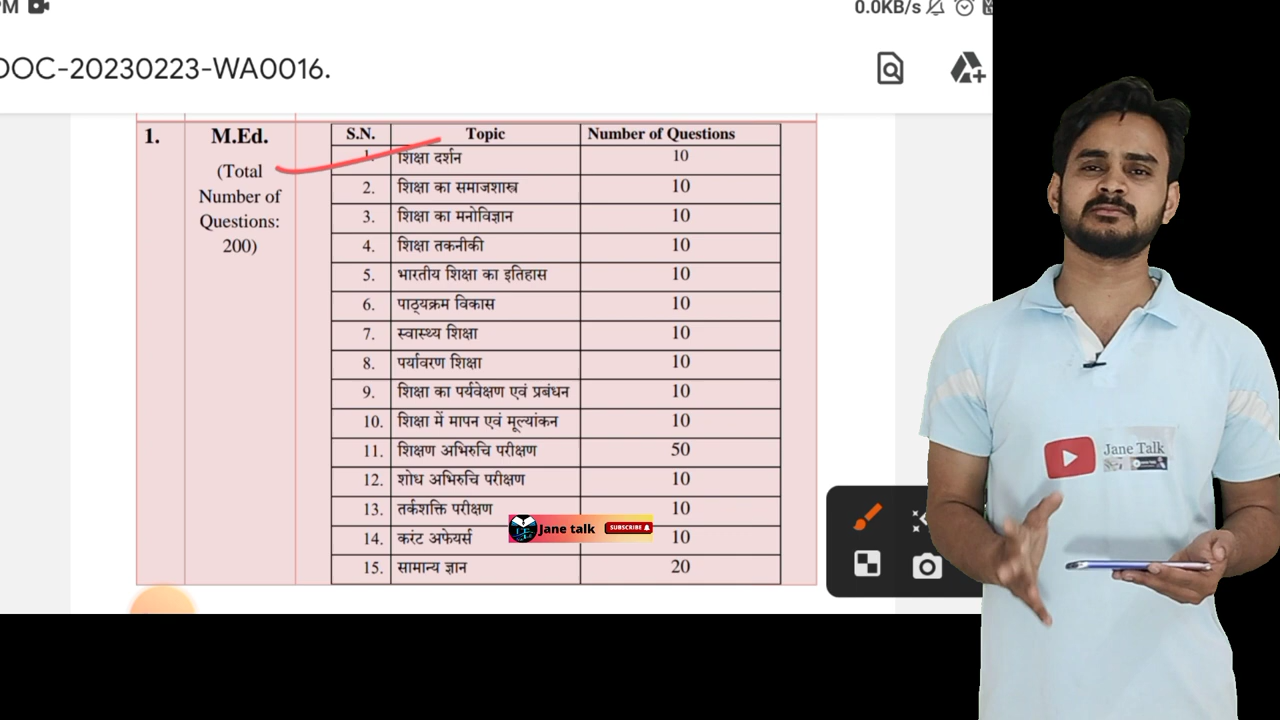 PM
0.0KB/s
DOC-20230223-WA0016.
1. M.Ed. S.N. Topic Number of Questions
(Total Number of Questions: 200)
1. शिक्षा दर्शन 10
2. शिक्षा का समाजशास्त्र 10
3. शिक्षा का मनोविज्ञान 10
4. शिक्षा तकनीकी 10
5. भारतीय शिक्षा का इतिहास 10
6. पाठ्यक्रम विकास 10
7. स्वास्थ्य शिक्षा 10
8. पर्यावरण शिक्षा 10
9. शिक्षा का पर्यवेक्षण एवं प्रबंधन 10
10. शिक्षा में मापन एवं मूल्यांकन 10
11. शिक्षण अभिरुचि परीक्षण 50
12. शोध अभिरुचि परीक्षण 10
13. तर्कशक्ति परीक्षण 10
14. करंट अफेयर्स 10
15. सामान्य ज्ञान 20
Jane talk SUBSCRIBE
Jane Talk